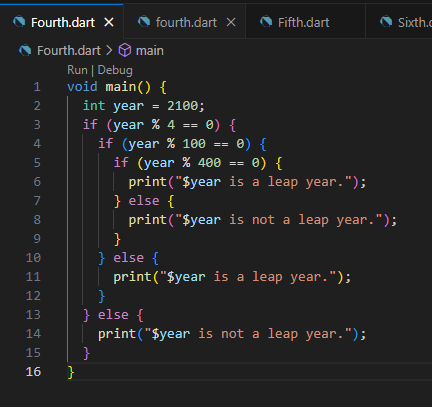 Fourth.dart fourth.dart Fifth.dart Sixth.c
Fourth.dart > main
Run | Debug
1 void main() {
2   int year = 2100;
3   if (year % 4 == 0) {
4     if (year % 100 == 0) {
5       if (year % 400 == 0) {
6         print("$year is a leap year.");
7       } else {
8         print("$year is not a leap year.");
9       }
10     } else {
11       print("$year is a leap year.");
12     }
13   } else {
14     print("$year is not a leap year.");
15   }
16 }